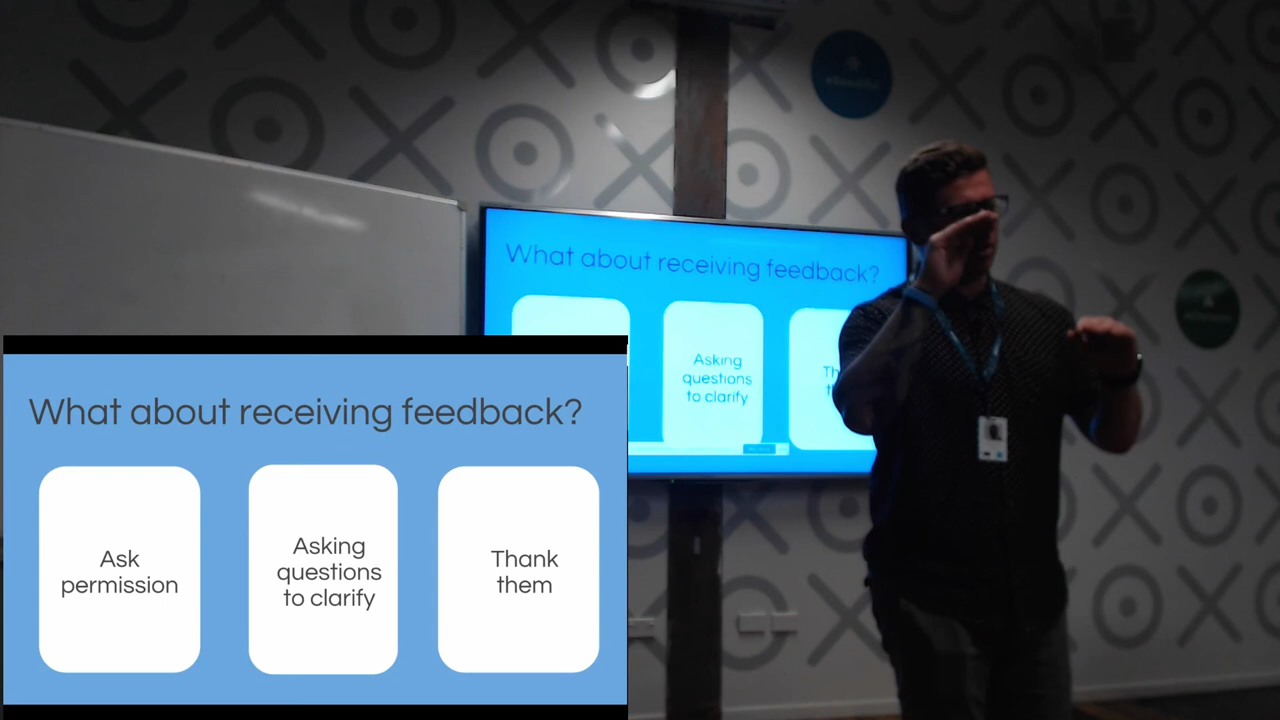 What about receiving feedback?
Asking
questions
to clarify
Th
What about receiving feedback?
Ask
permission
Asking
questions
to clarify
Thank
them